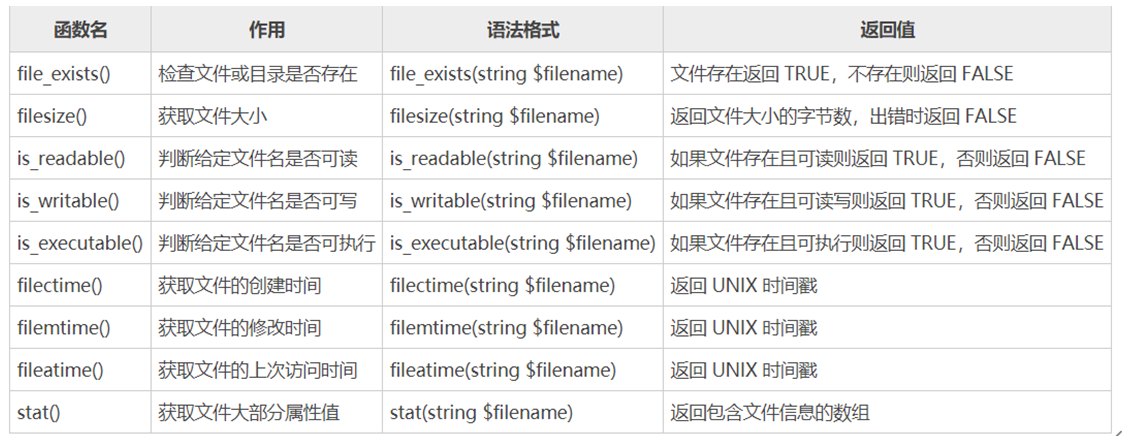 函数名 作用 语法格式 返回值
file_exists() 检查文件或目录是否存在 file_exists(string $filename) 文件存在返回 TRUE，不存在则返回 FALSE
filesize() 获取文件大小 filesize(string $filename) 返回文件大小的字节数，出错时返回 FALSE
is_readable() 判断给定文件名是否可读 is_readable(string $filename) 如果文件存在且可读则返回 TRUE，否则返回 FALSE
is_writable() 判断给定文件名是否可写 is_writable(string $filename) 如果文件存在且可读写则返回 TRUE，否则返回 FALSE
is_executable() 判断给定文件名是否可执行 is_executable(string $filename) 如果文件存在且可执行则返回 TRUE，否则返回 FALSE
filectime() 获取文件的创建时间 filectime(string $filename) 返回 UNIX 时间戳
filemtime() 获取文件的修改时间 filemtime(string $filename) 返回 UNIX 时间戳
fileatime() 获取文件的上次访问时间 fileatime(string $filename) 返回 UNIX 时间戳
stat() 获取文件大部分属性值 stat(string $filename) 返回包含文件信息的数组